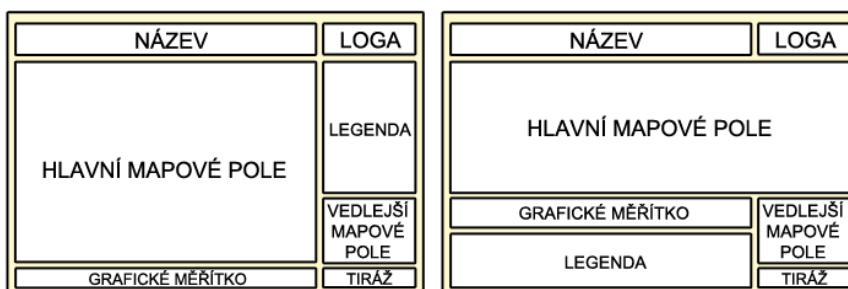 NÁZEV
LOGA
HLAVNÍ MAPOVÉ POLE
LEGENDA
VEDLEJŠÍ
MAPOVÉ
POLE
GRAFICKÉ MĚŘÍTKO
TIRÁŽ
NÁZEV
LOGA
HLAVNÍ MAPOVÉ POLE
GRAFICKÉ MĚŘÍTKO
VEDLEJŠÍ
MAPOVÉ
POLE
LEGENDA
TIRÁŽ